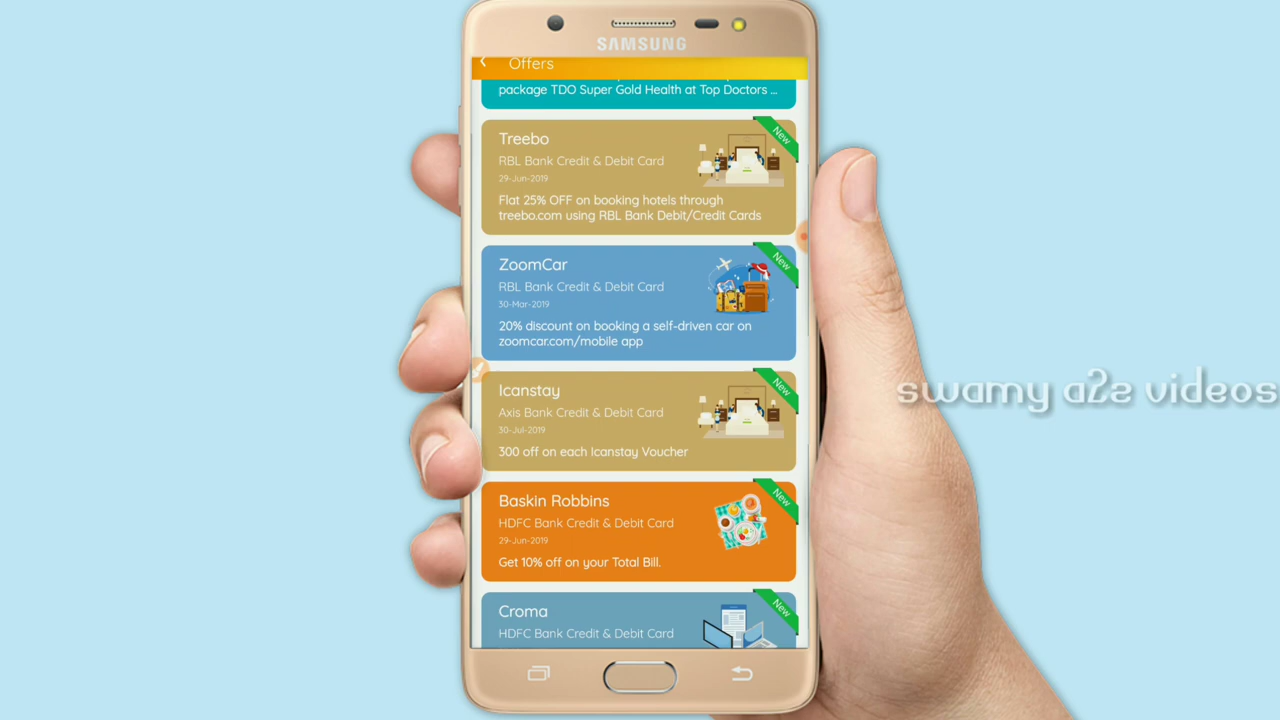 SAMSUNG
Offers
package TDO Super Gold Health at Top Doctors ...
New
Treebo
RBL Bank Credit & Debit Card
29-Jun-2019
Flat 25% OFF on booking hotels through
treebo.com using RBL Bank Debit/Credit Cards
New
ZoomCar
RBL Bank Credit & Debit Card
30-Mar-2019
20% discount on booking a self-driven car on
zoomcar.com/mobile app
New
Icanstay
Axis Bank Credit & Debit Card
30-Jul-2019
300 off on each Icanstay Voucher
New
Baskin Robbins
HDFC Bank Credit & Debit Card
29-Jun-2019
Get 10% off on your Total Bill.
New
Croma
HDFC Bank Credit & Debit Card
swamy a2z videos